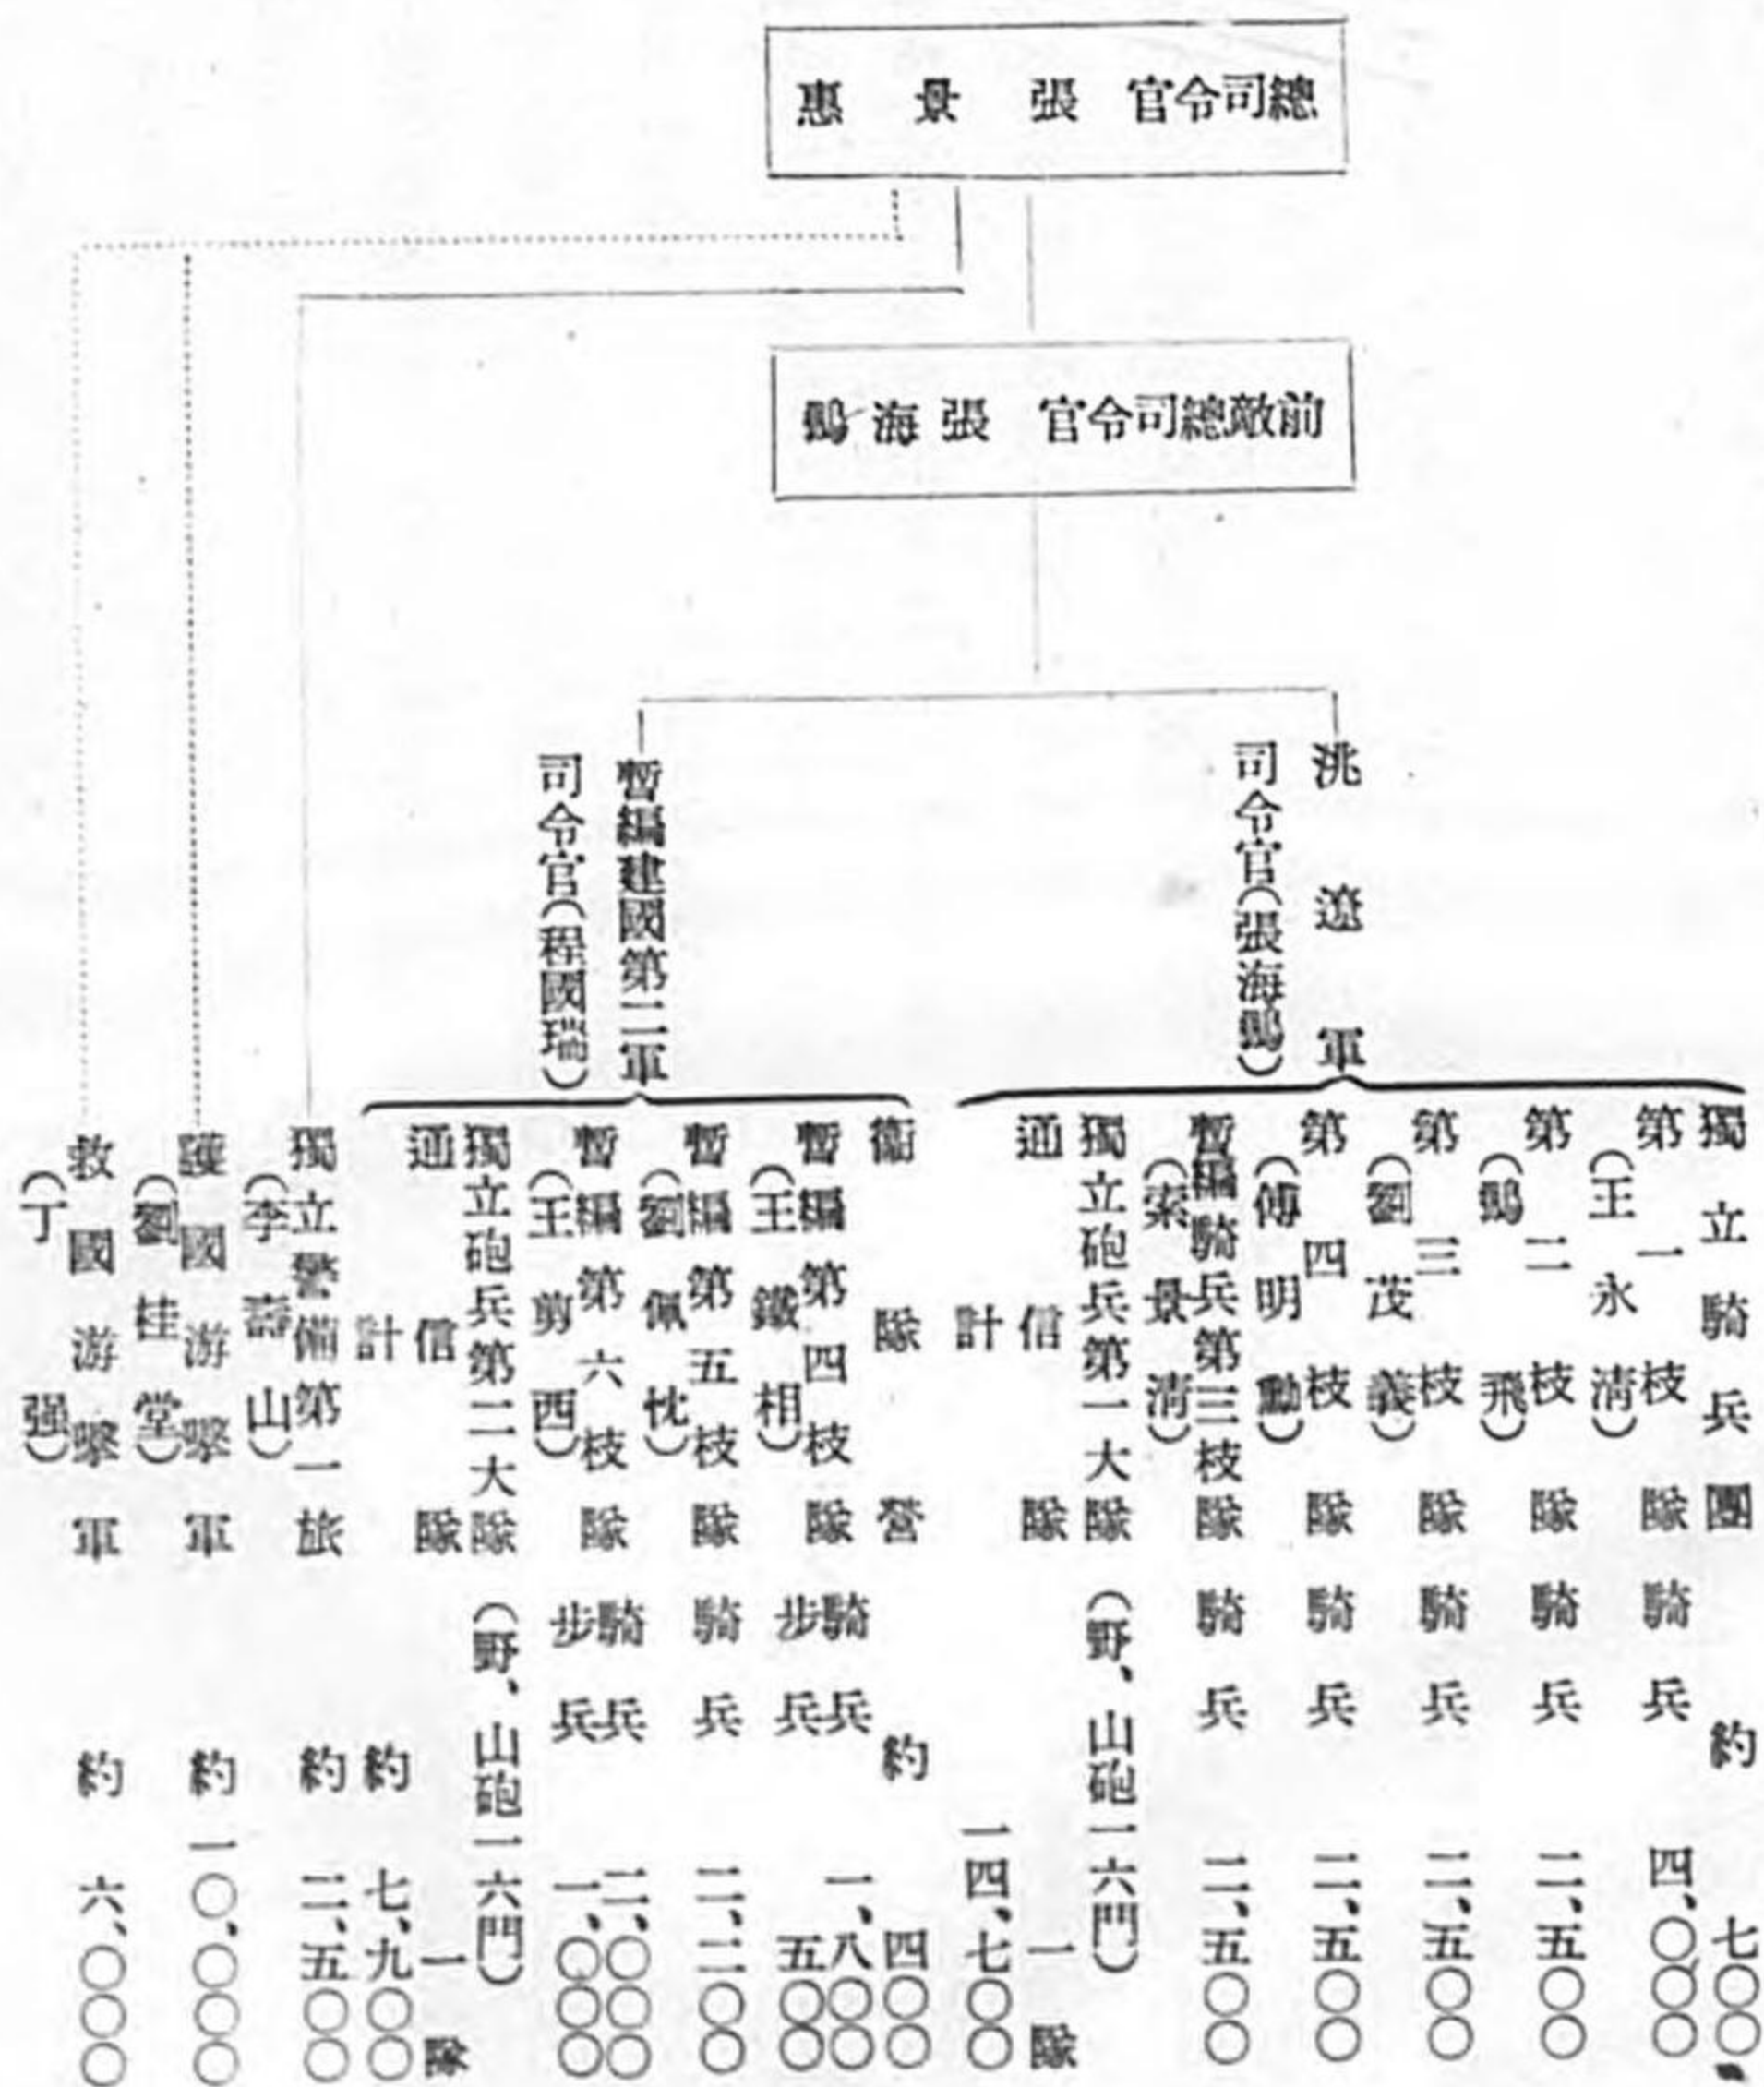 總司令官 張景惠
前敵總司令官 張海鵬
洮遼軍
司令官(張海鵬)
獨立騎兵團 約 七〇〇
第一枝隊 騎兵 四、〇〇〇
(王永淸)
第二枝隊 騎兵 二、五〇〇
(鵬飛)
第三枝隊 騎兵 二、五〇〇
(劉茂義)
第四枝隊 騎兵 二、五〇〇
(傅明勳)
暫編騎兵第三枝隊 騎兵 二、五〇〇
(索景淸)
獨立砲兵第一大隊 (野、山砲一六門)
通信隊 一隊
計 一四、七〇〇
暫編建國第二軍
司令官(程國瑞)
衞隊營 約 四〇〇
暫編第四枝隊 騎兵 一、八〇〇
(王鐵相) 步兵 五〇〇
暫編第五枝隊 騎兵 二、二〇〇
(劉佩忱)
暫編第六枝隊 騎兵 二、〇〇〇
(王剪西) 步兵 一、〇〇〇
獨立砲兵第二大隊 (野、山砲一六門)
通信隊 一隊
計 約 七、九〇〇
獨立警備第一旅 約 二、五〇〇
(李壽山)
護國游擊軍 約 一〇、〇〇〇
(劉桂堂)
救國游擊軍 約 六、〇〇〇
(丁强)